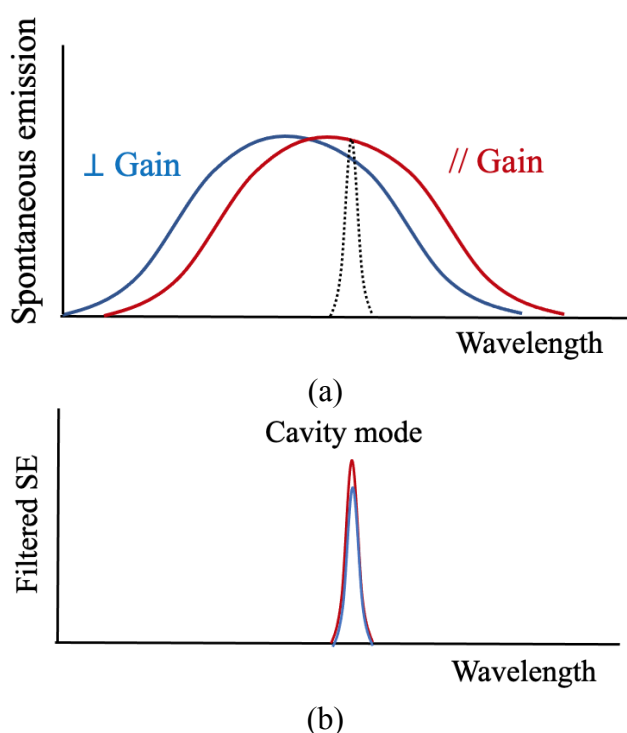 Spontaneous emission
⊥ Gain
// Gain
Wavelength
(a)
Cavity mode
Filtered SE
Wavelength
(b)